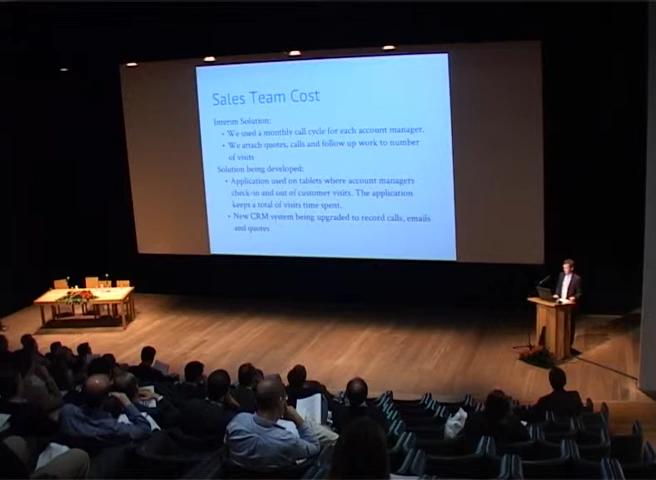 Sales Team Cost
Interim Solution:
• We used a monthly call cycle for each account manager.
• We attach quotes, calls and follow up work to number
of visits
Solution being developed:
• Application used on tablets where account managers
check-in and out of customer visits. The application
keeps a total of visits time spent.
• New CRM system being upgraded to record calls, emails
and quotes